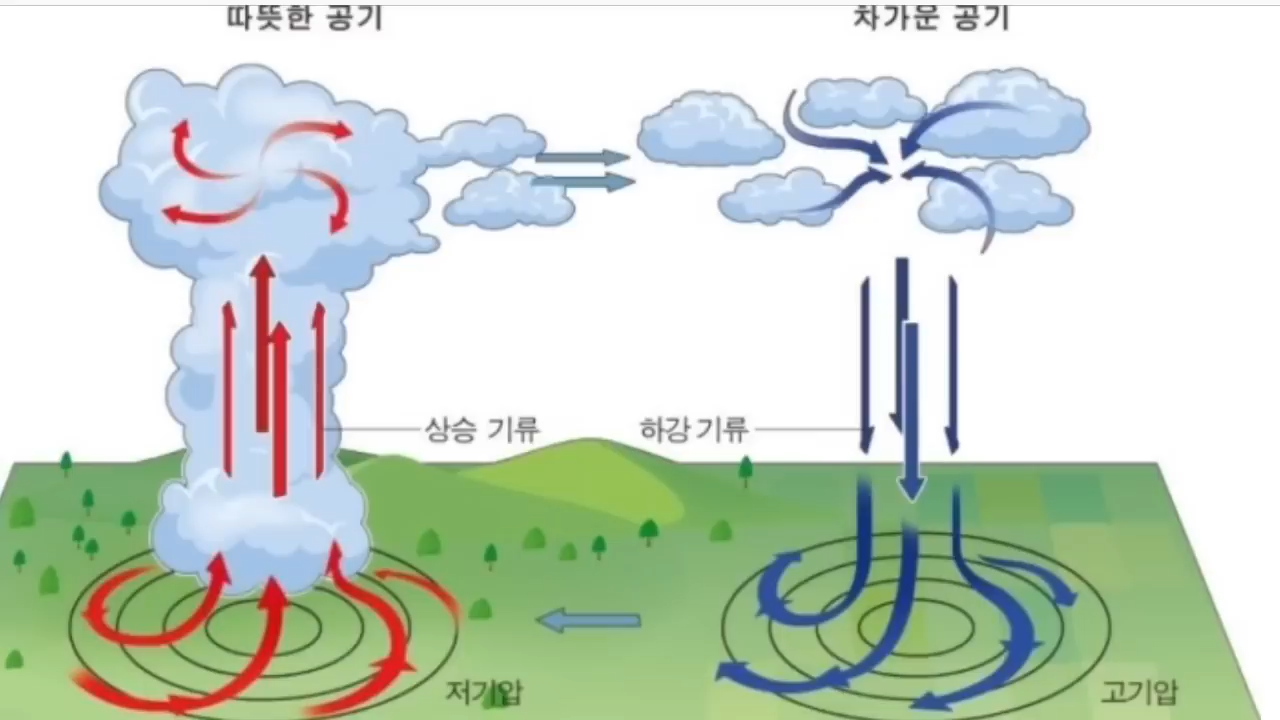 따뜻한 공기
차가운 공기
상승 기류
하강 기류
저기압
고기압